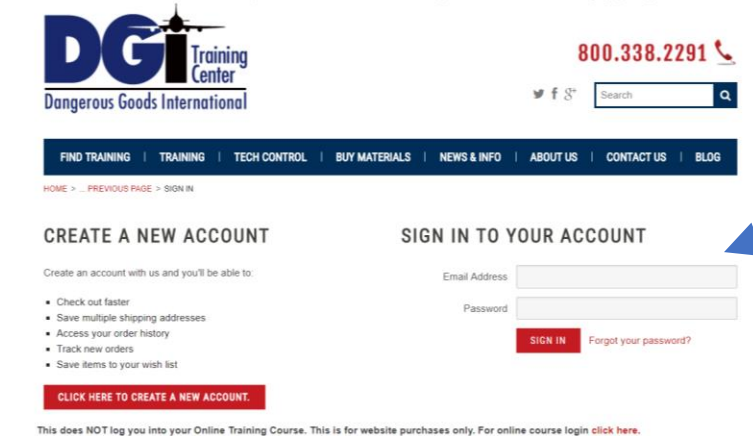 DGI Training
Center
Dangerous Goods International
800.338.2291
Search
FIND TRAINING | TRAINING | TECH CONTROL | BUY MATERIALS | NEWS & INFO | ABOUT US | CONTACT US | BLOG
HOME > ... PREVIOUS PAGE > SIGN IN
CREATE A NEW ACCOUNT
Create an account with us and you'll be able to:
▪ Check out faster
▪ Save multiple shipping addresses
▪ Access your order history
▪ Track new orders
▪ Save items to your wish list
CLICK HERE TO CREATE A NEW ACCOUNT.
SIGN IN TO YOUR ACCOUNT
Email Address
Password
SIGN IN Forgot your password?
This does NOT log you into your Online Training Course. This is for website purchases only. For online course login click here.